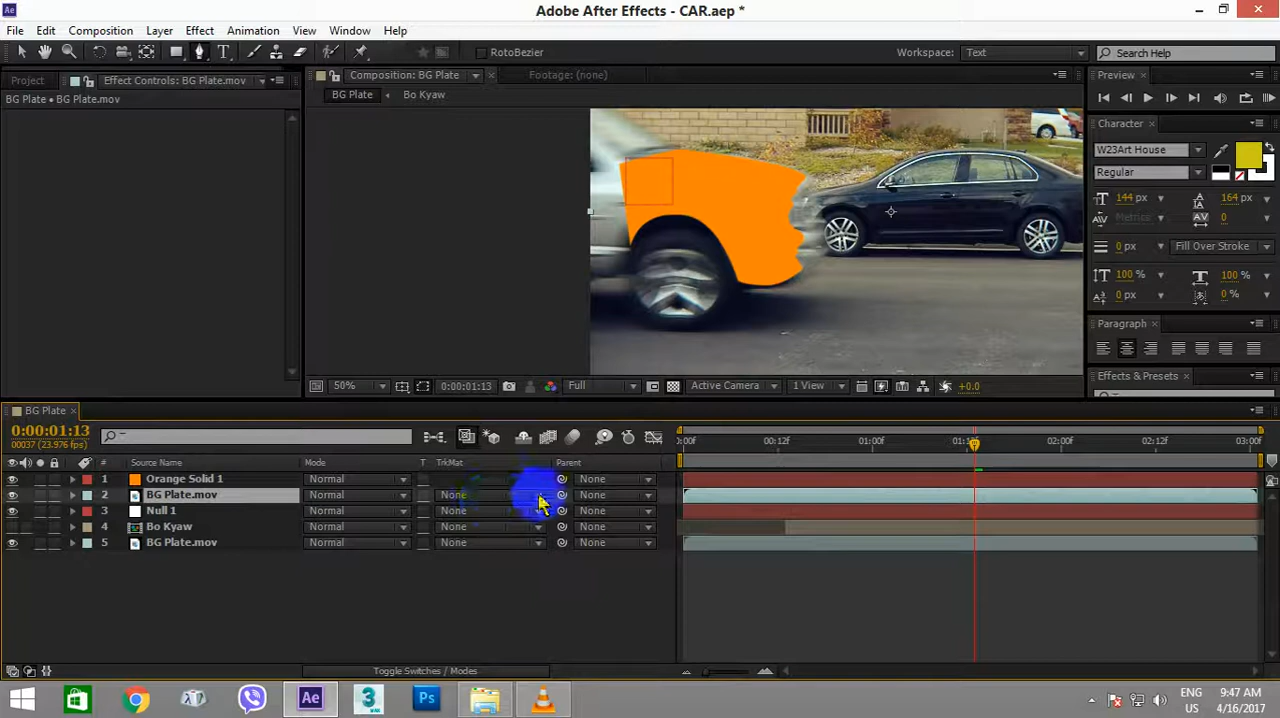 Adobe After Effects - CAR.aep *
File Edit Composition Layer Effect Animation View Window Help
RotoBezier
Workspace: Text
Search Help
Project
Effect Controls: BG Plate.mov
Composition: BG Plate
Footage: (none)
Preview
BG Plate • BG Plate.mov
BG Plate
Bo Kyaw
Character
W23Art House
Regular
144 px
164 px
Metrics
0
0 px
Fill Over Stroke
100 %
100 %
0 px
0 %
Paragraph
Effects & Presets
50%
0:00:01:13
Full
Active Camera
1 View
+0.0
BG Plate
0:00:01:13
00037 (23.976 fps)
:00f 00:12f 01:00f 02:00f 02:12f 03:00f
# Source Name Mode T TrkMat Parent
1 Orange Solid 1 Normal None
2 BG Plate.mov Normal None None
3 Null 1 Normal None None
4 Bo Kyaw Normal None None
5 BG Plate.mov Normal None None
Toggle Switches / Modes
Ae
3
Ps
ENG
US
9:47 AM
4/16/2017